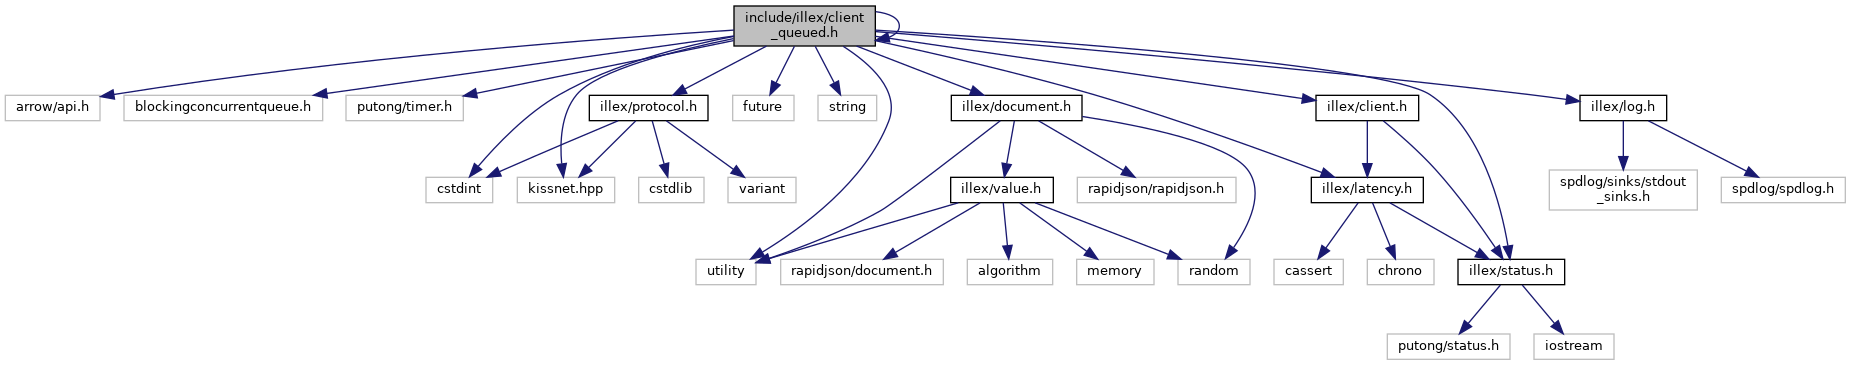 include/illex/client
_queued.h
arrow/api.h
blockingconcurrentqueue.h
putong/timer.h
illex/protocol.h
future
string
illex/document.h
illex/client.h
illex/log.h
cstdint
kissnet.hpp
cstdlib
variant
illex/value.h
rapidjson/rapidjson.h
illex/latency.h
spdlog/sinks/stdout
_sinks.h
spdlog/spdlog.h
utility
rapidjson/document.h
algorithm
memory
random
cassert
chrono
illex/status.h
putong/status.h
iostream